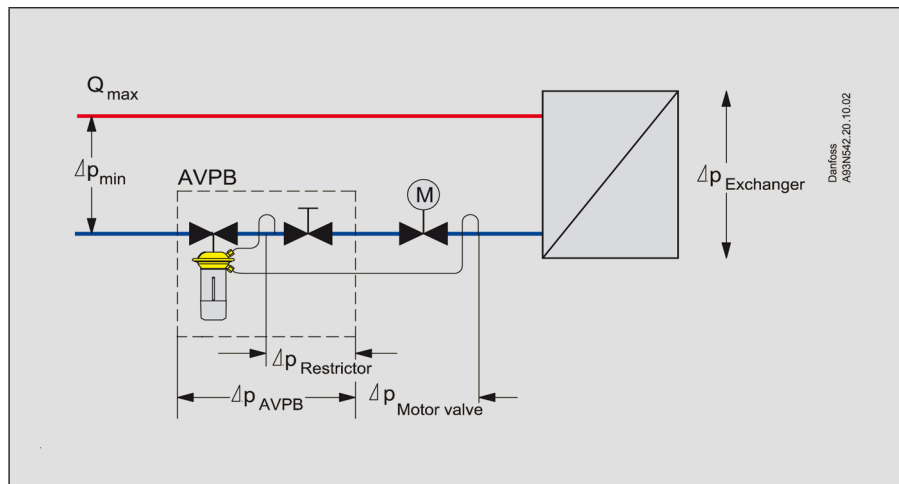 Q max
Δp min
AVPB
M
Δp Exchanger
Danfoss
A93N542.20.10.02
Δp Restrictor
Δp AVPB
Δp Motor valve